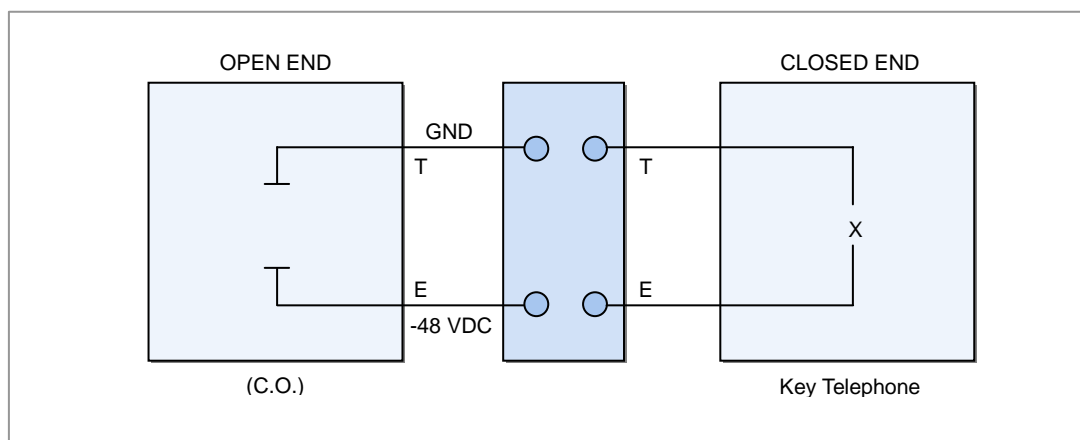 OPEN END
CLOSED END
GND
T
T
X
E
E
-48 VDC
(C.O.)
Key Telephone